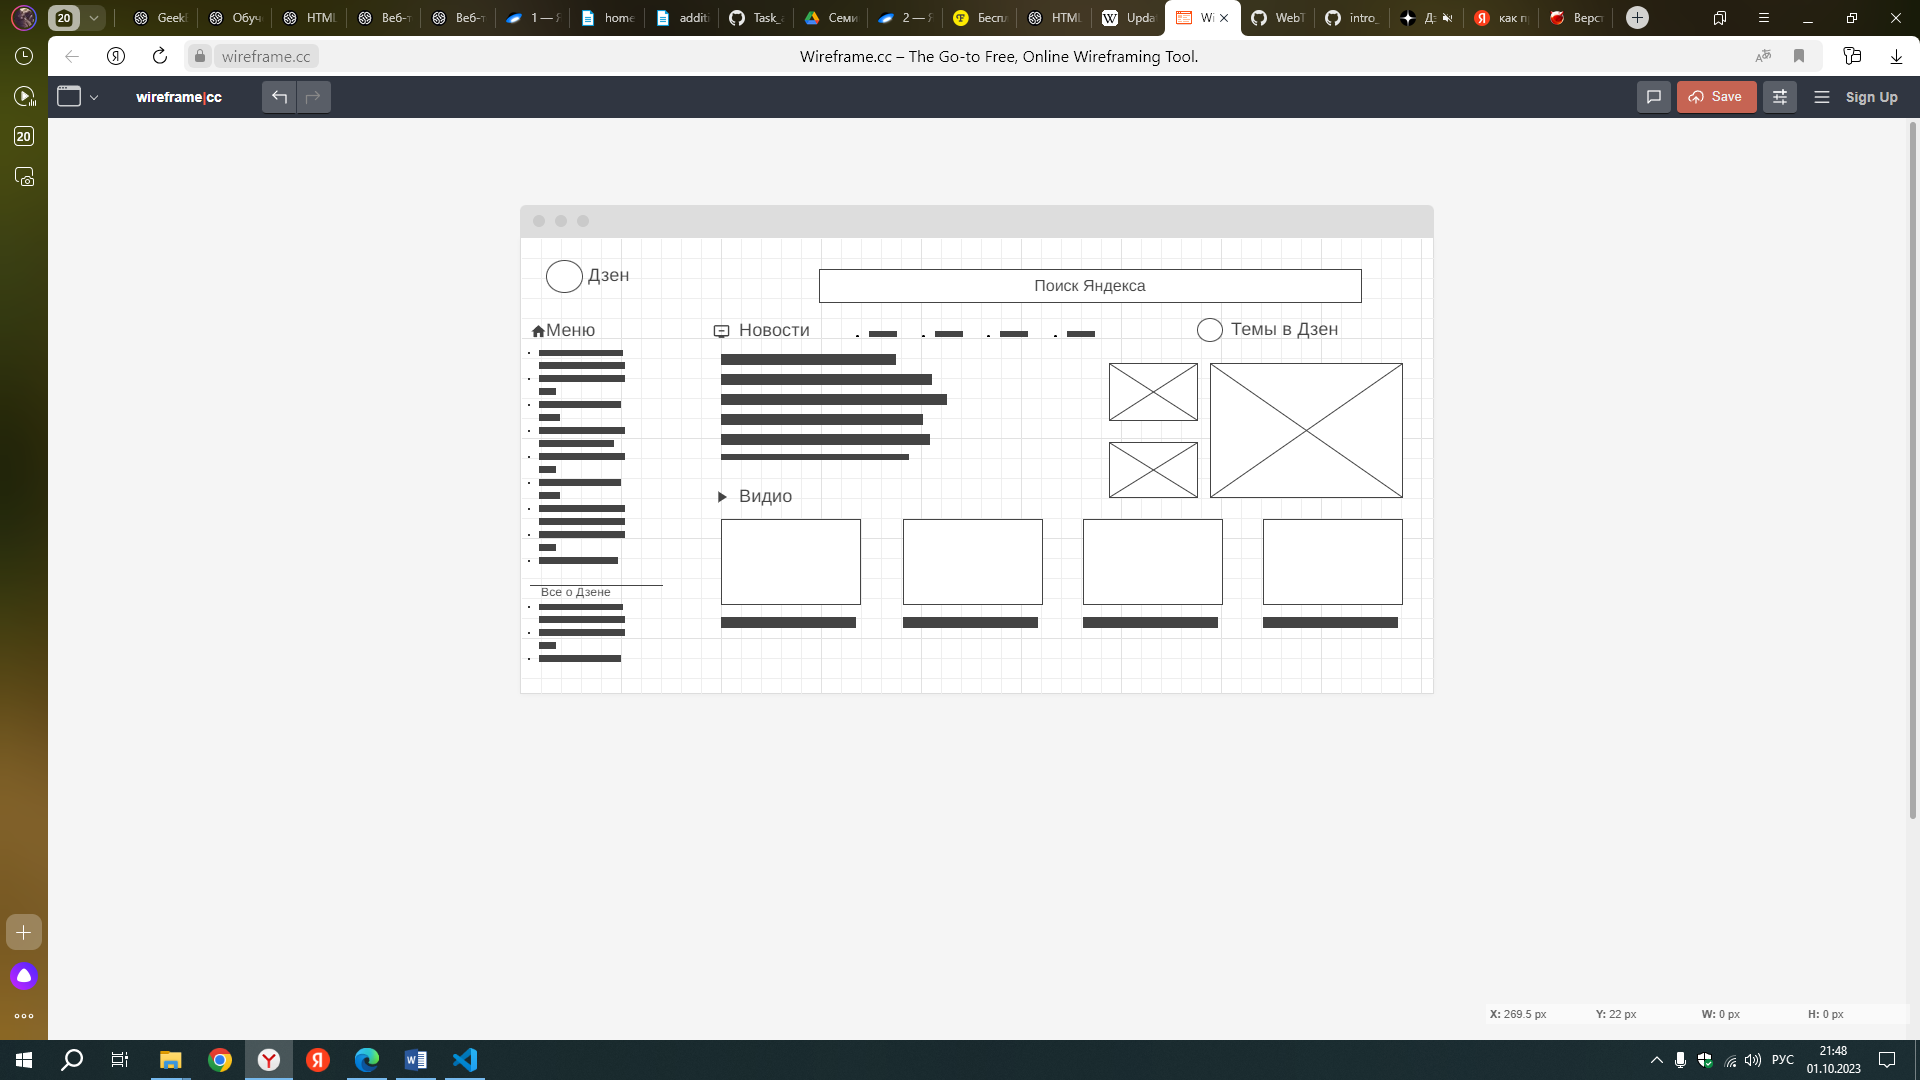 20
Geek
Обуч
HTML
Веб-т
Веб-т
1 — Я
home
additi
Task_
Семи
2 — Я
Беспл
HTML
Upda
Wi
WebT
intro_
Дз
как п
Верст
wireframe.cc
Wireframe.cc – The Go-to Free, Online Wireframing Tool.
wireframe|cc
Save
Sign Up
20
Дзен
Поиск Яндекса
Меню
Новости
Темы в Дзен
Видио
Все о Дзене
X: 269.5 px
Y: 22 px
W: 0 px
H: 0 px
РУС
21:48
01.10.2023